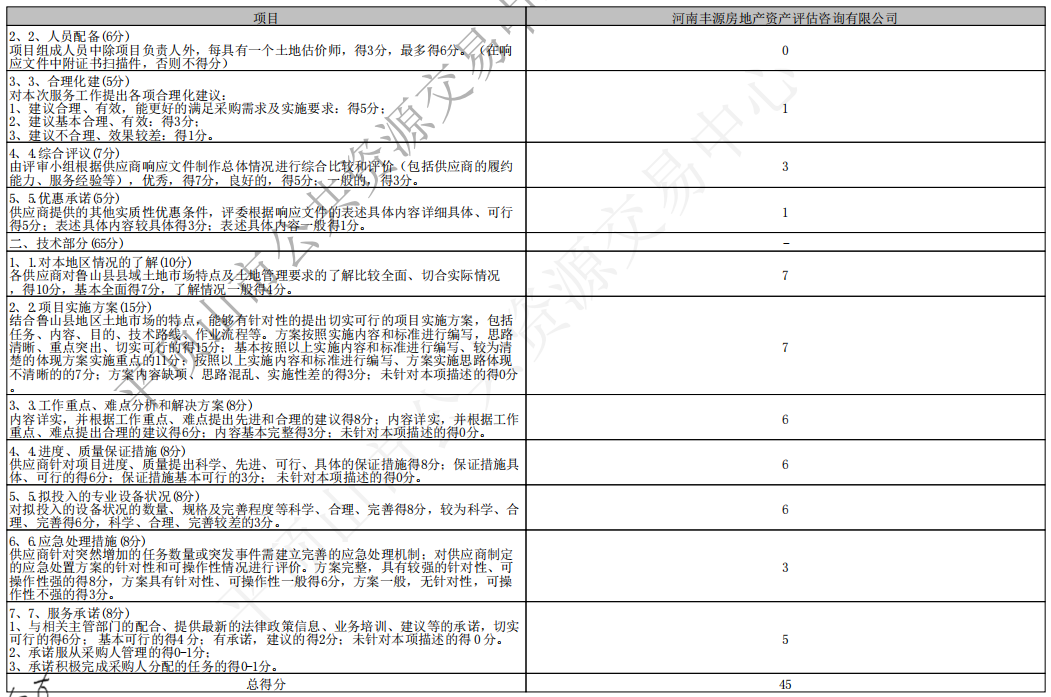 项目
河南丰源房地产资产评估咨询有限公司
2、2、人员配备(6分)
项目组成人员中除项目负责人外，每具有一个土地估价师，得3分，最多得6分。（在响
应文件中附证书扫描件，否则不得分）
0
3、3、合理化建(5分)
对本次服务工作提出各项合理化建议：
1、建议合理、有效，能更好的满足采购需求及实施要求：得5分；
2、建议基本合理、有效：得3分；
3、建议不合理、效果较差：得1分。
1
4、4.综合评议(7分)
由评审小组根据供应商响应文件制作总体情况进行综合比较和评价（包括供应商的履约
能力、服务经验等），优秀，得7分，良好的，得5分；一般的，得3分。
3
5、5.优惠承诺(5分)
供应商提供的其他实质性优惠条件，评委根据响应文件的表述具体内容详细具体、可行
得5分；表述具体内容较具体得3分；表述具体内容一般得1分。
1
二、技术部分(65分)
-
1、1.对本地区情况的了解(10分)
各供应商对鲁山县县域土地市场特点及土地管理要求的了解比较全面、切合实际情况
，得10分，基本全面得7分，了解情况一般得4分。
7
2、2.项目实施方案(15分)
结合鲁山县地区土地市场的特点，能够有针对性的提出切实可行的项目实施方案，包括
任务、内容、目的、技术路线、作业流程等。方案按照实施内容和标准进行编写，思路
清晰、重点突出、切实可行的得15分；基本按照以上实施内容和标准进行编写、较为清
楚的体现方案实施重点的11分；按照以上实施内容和标准进行编写、方案实施思路体现
不清晰的的7分；方案内容缺项、思路混乱、实施性差的得3分；未针对本项描述的得0分
。
7
3、3.工作重点、难点分析和解决方案(8分)
内容详实，并根据工作重点、难点提出先进和合理的建议得8分；内容详实，并根据工作
重点、难点提出合理的建议得6分；内容基本完整得3分；未针对本项描述的得0分。
6
4、4.进度、质量保证措施(8分)
供应商针对项目进度、质量提出科学、先进、可行、具体的保证措施得8分；保证措施具
体、可行的得6分；保证措施基本可行的3分； 未针对本项描述的得0分。
6
5、5.拟投入的专业设备状况(8分)
对拟投入的设备状况的数量、规格及完善程度等科学、合理、完善得8分，较为科学、合
理、完善得6分，科学、合理、完善较差的3分。
6
6、6.应急处理措施(8分)
供应商针对突然增加的任务数量或突发事件需建立完善的应急处理机制；对供应商制定
的应急处置方案的针对性和可操作性情况进行评价。方案完整，具有较强的针对性、可
操作性强的得8分，方案具有针对性、可操作性一般得6分，方案一般，无针对性，可操
作性不强的得3分。
3
7、7、服务承诺(8分)
1、与相关主管部门的配合、提供最新的法律政策信息、业务培训、建议等的承诺，切实
可行的得6分； 基本可行的得4分；有承诺，建议的得2分；未针对本项描述的得０分。
2、承诺服从采购人管理的得0-1分；
3、承诺积极完成采购人分配的任务的得0-1分。
5
总得分
45
平顶山市公共资源交易中心
平顶山市公共资源交易中心